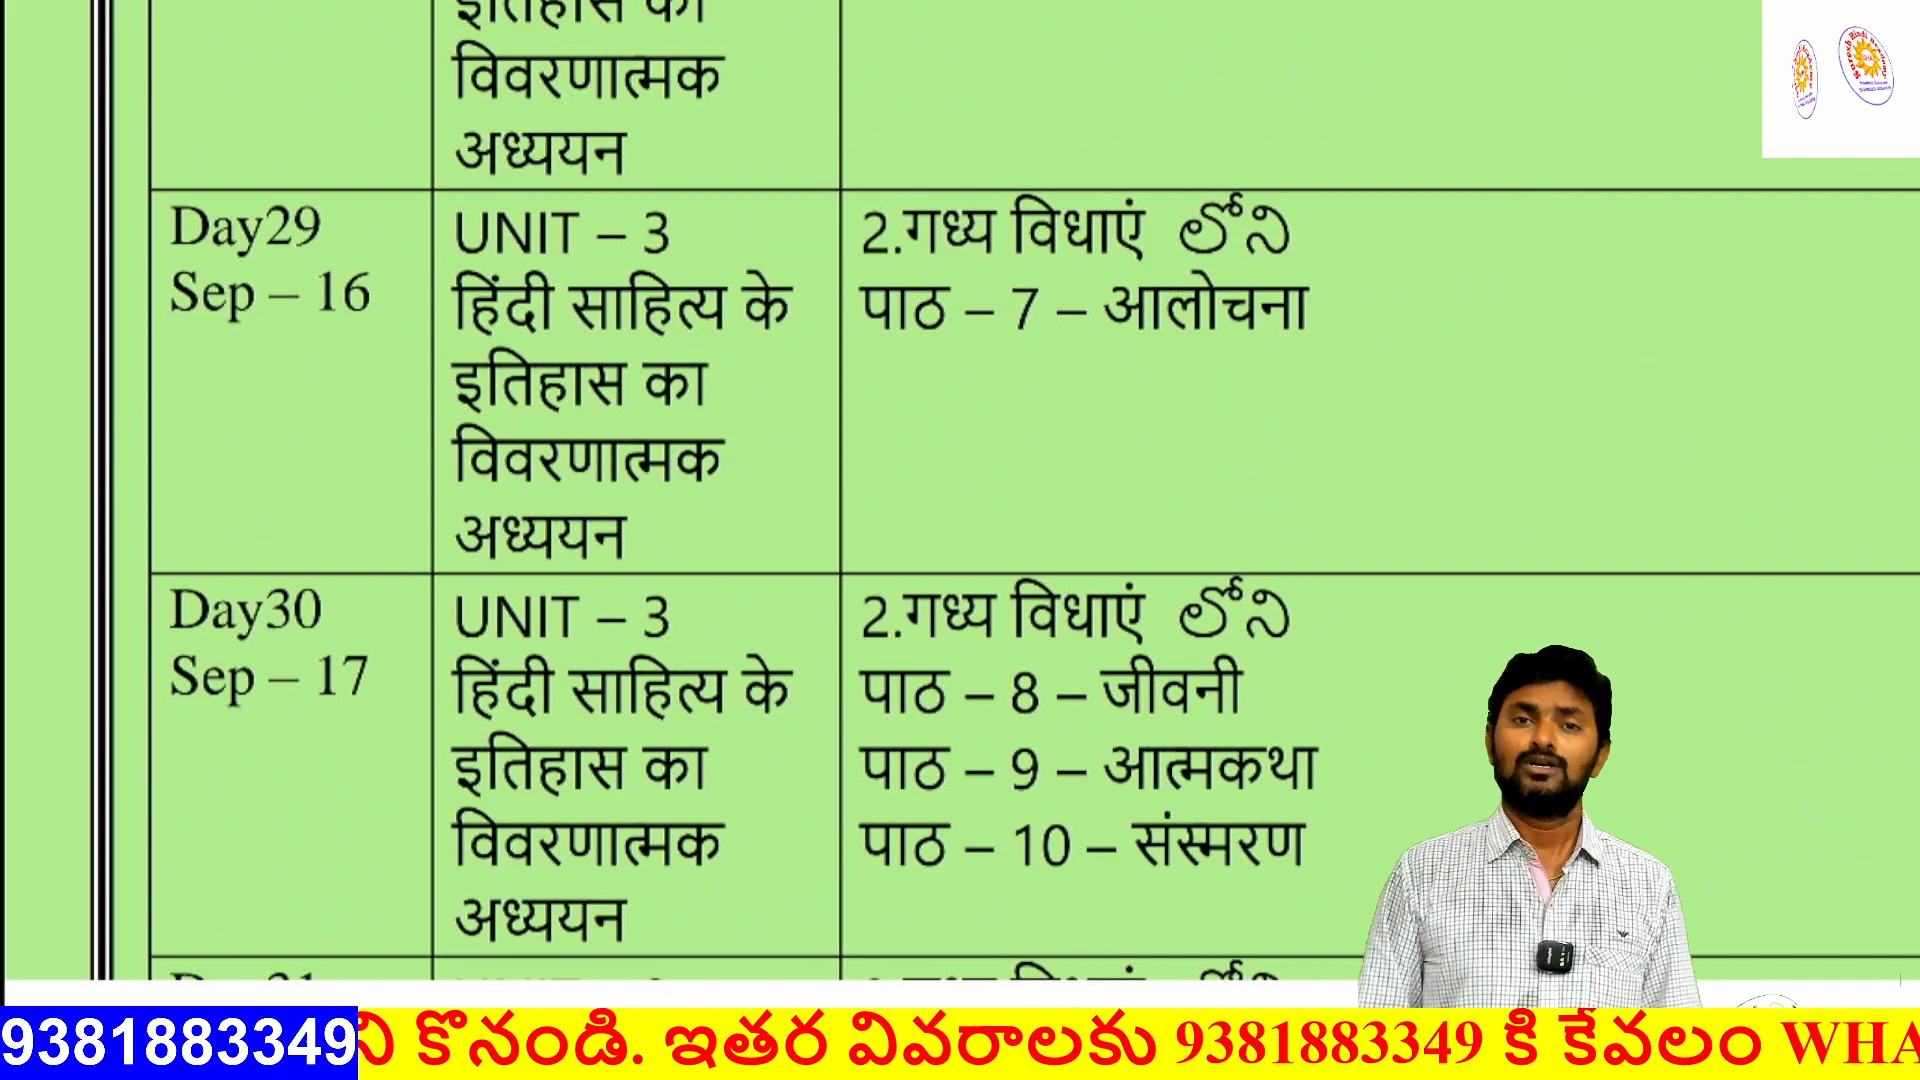 इतिहास का
विवरणात्मक
अध्ययन
Day29
Sep – 16
UNIT – 3
हिंदी साहित्य के
इतिहास का
विवरणात्मक
अध्ययन
2.गध्य विधाएं లోని
पाठ – 7 – आलोचना
Day30
Sep – 17
UNIT – 3
हिंदी साहित्य के
इतिहास का
विवरणात्मक
अध्ययन
2.गध्य विधाएं లోని
पाठ – 8 – जीवनी
पाठ – 9 – आत्मकथा
पाठ – 10 – संस्मरण
9381883349
ని కొనండి. ఇతర వివరాలకు 9381883349 కి కేవలం WHA